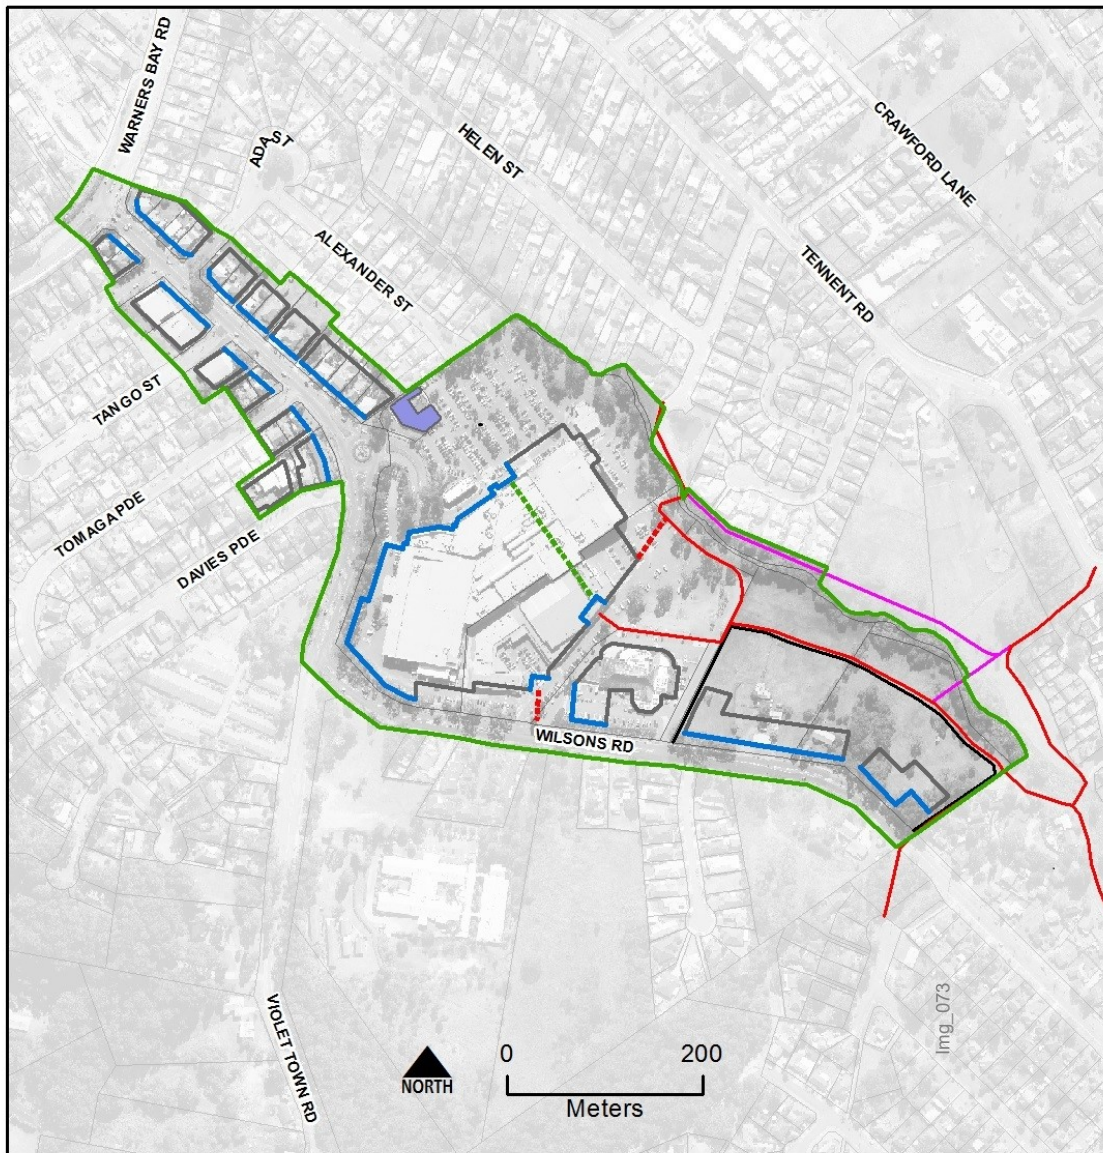 WARNERS BAY RD
ADA ST
HELEN ST
CRAWFORD LANE
ALEXANDER ST
TENNENT RD
TANGO ST
TOMAGA PDE
DAVIES PDE
WILSONS RD
VIOLET TOWN RD
Img_073
NORTH
0 200
Meters